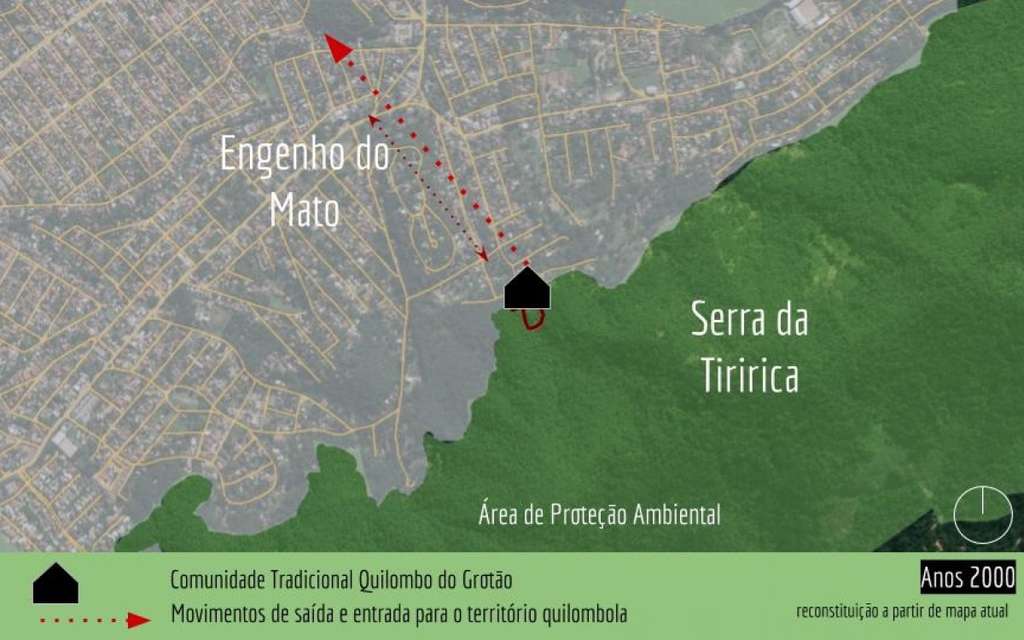 Engenho do
Mato
Serra da
Tiririca
Área de Proteção Ambiental
Comunidade Tradicional Quilombo do Grotão
Movimentos de saída e entrada para o território quilombola
Anos 2000
reconstituição a partir de mapa atual